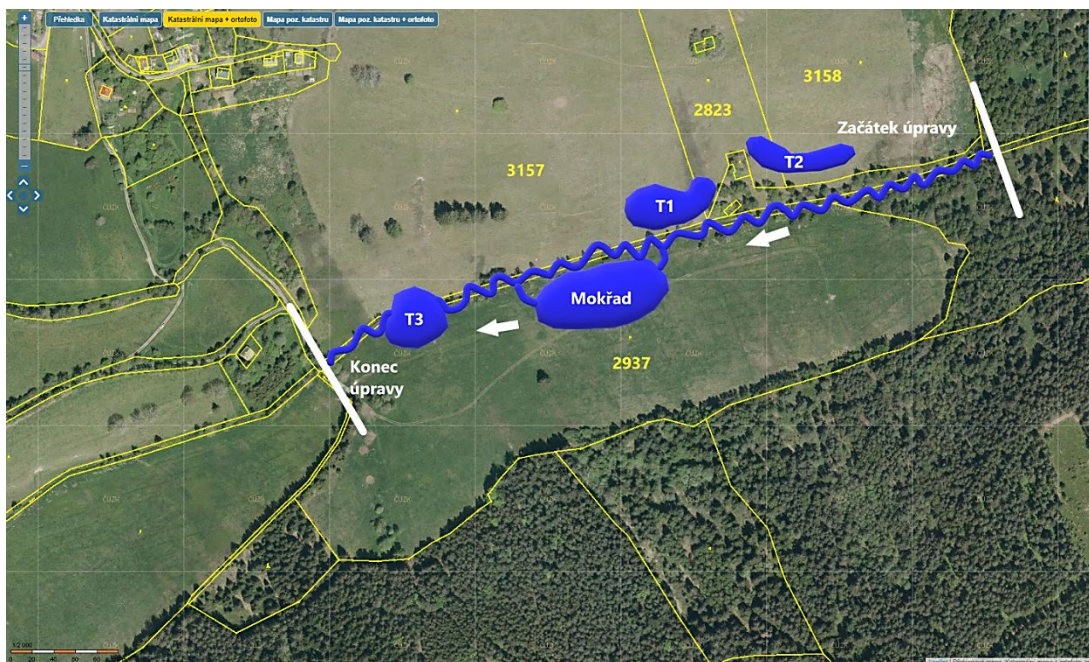 Přehledka
Katastrální mapa
Katastrální mapa + ortofoto
Mapa poz. katastru
Mapa poz. katastru + ortofoto
3158
2823
Začátek úpravy
T2
3157
T1
Mokřad
T3
2937
Konec
úpravy